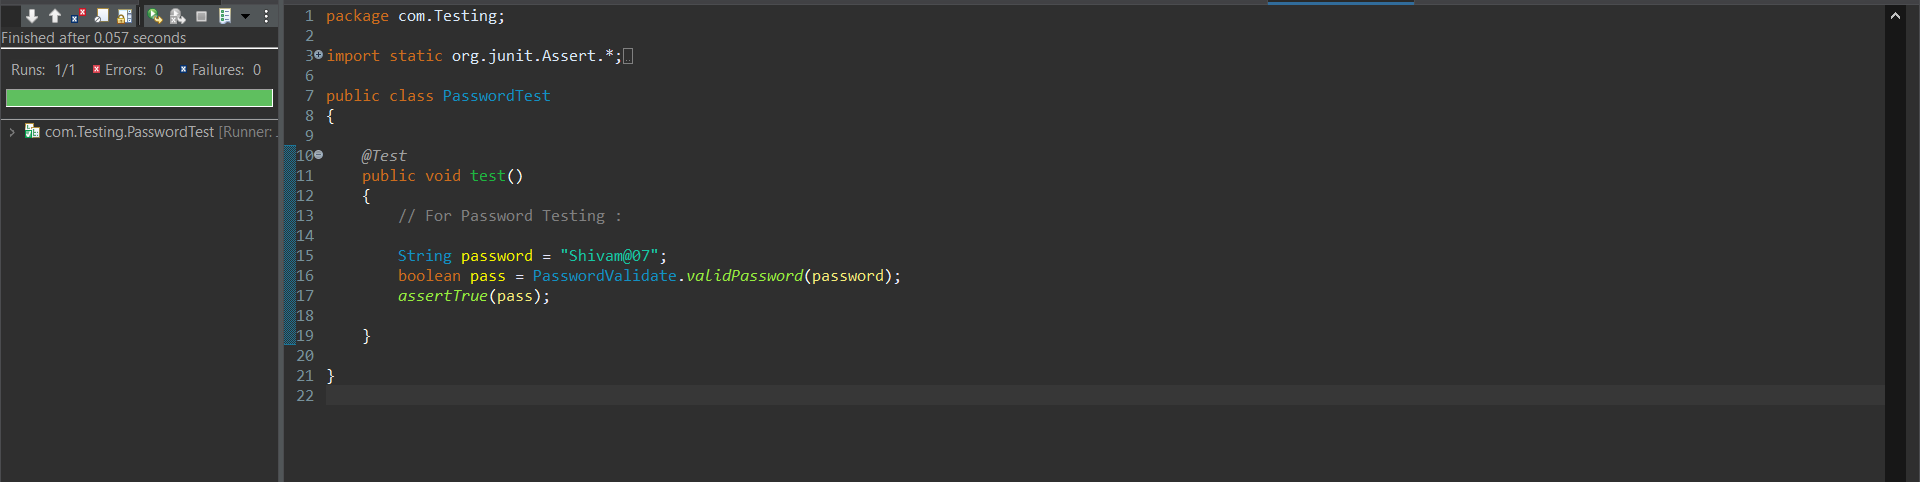 Finished after 0.057 seconds
Runs: 1/1 Errors: 0 Failures: 0
com.Testing.PasswordTest [Runner: .
1 package com.Testing;
2
3 import static org.junit.Assert.*;
6
7 public class PasswordTest
8 {
9
10 @Test
11 public void test()
12 {
13 // For Password Testing :
14
15 String password = "Shivam@07";
16 boolean pass = PasswordValidate.validPassword(password);
17 assertTrue(pass);
18
19 }
20
21 }
22